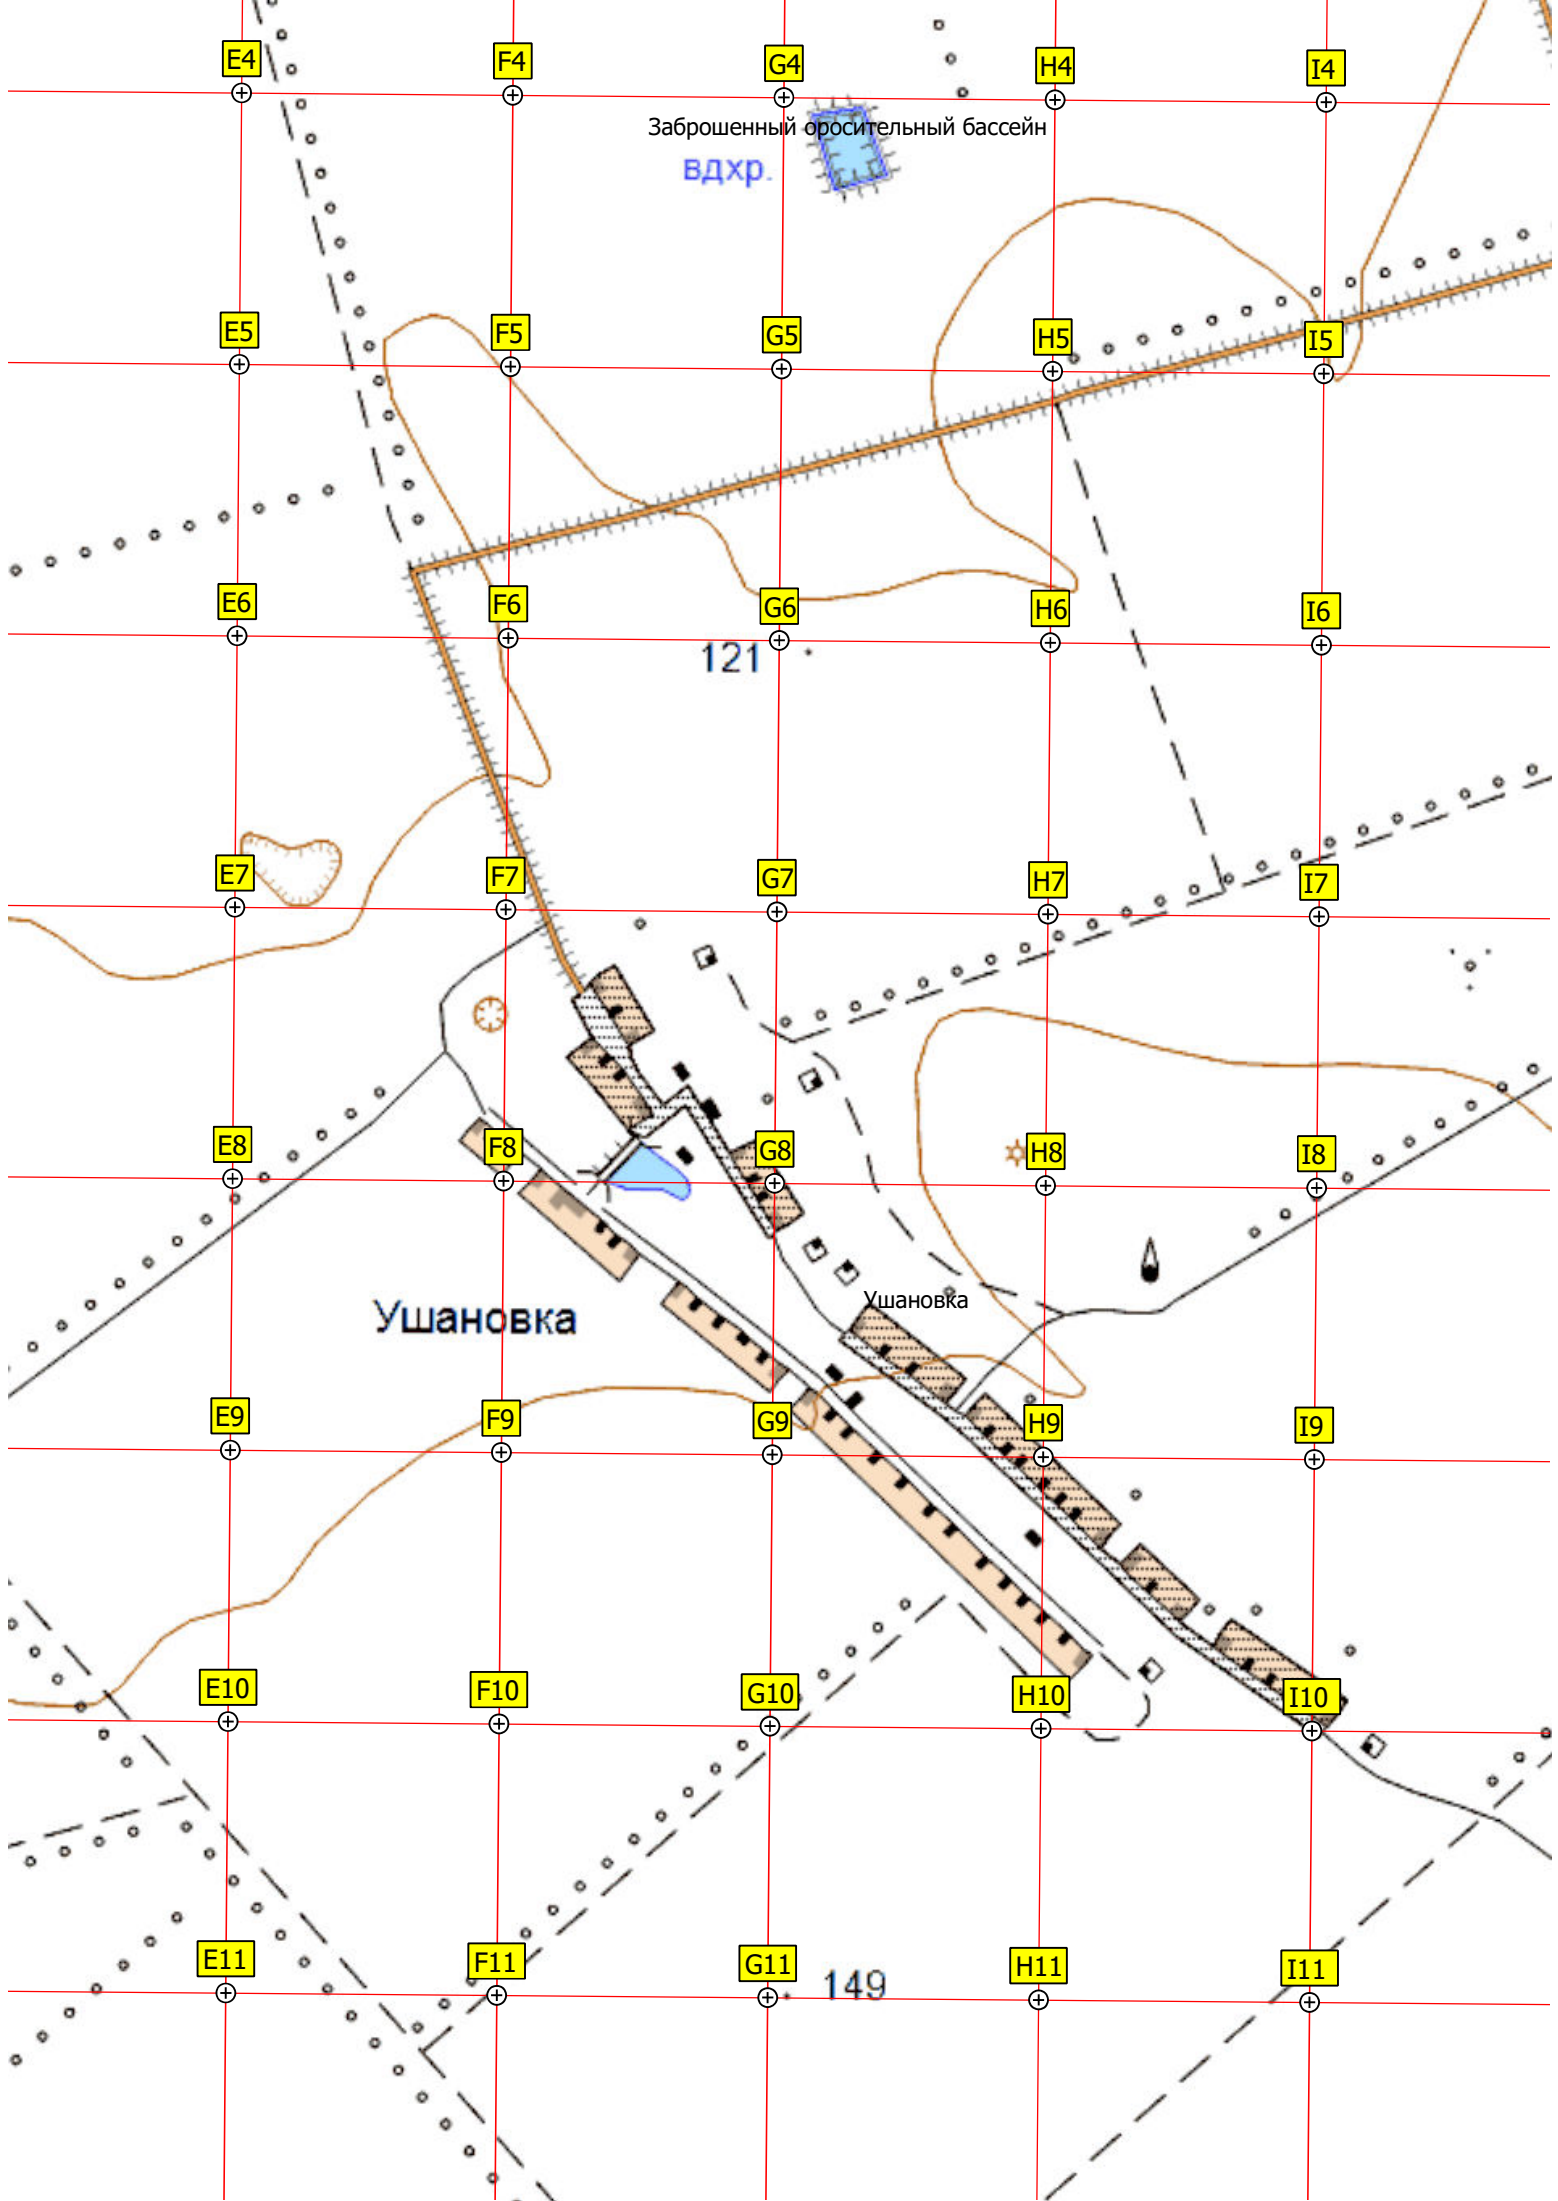 E4
F4
G4
H4
I4
Заброшенный оросительный бассейн
вдхр.
E5
F5
G5
H5
I5
E6
F6
G6
H6
I6
121
E7
F7
G7
H7
I7
E8
F8
G8
H8
I8
Ушановка
Ушановка
E9
F9
G9
H9
I9
E10
F10
G10
H10
I10
E11
F11
G11
149
H11
I11